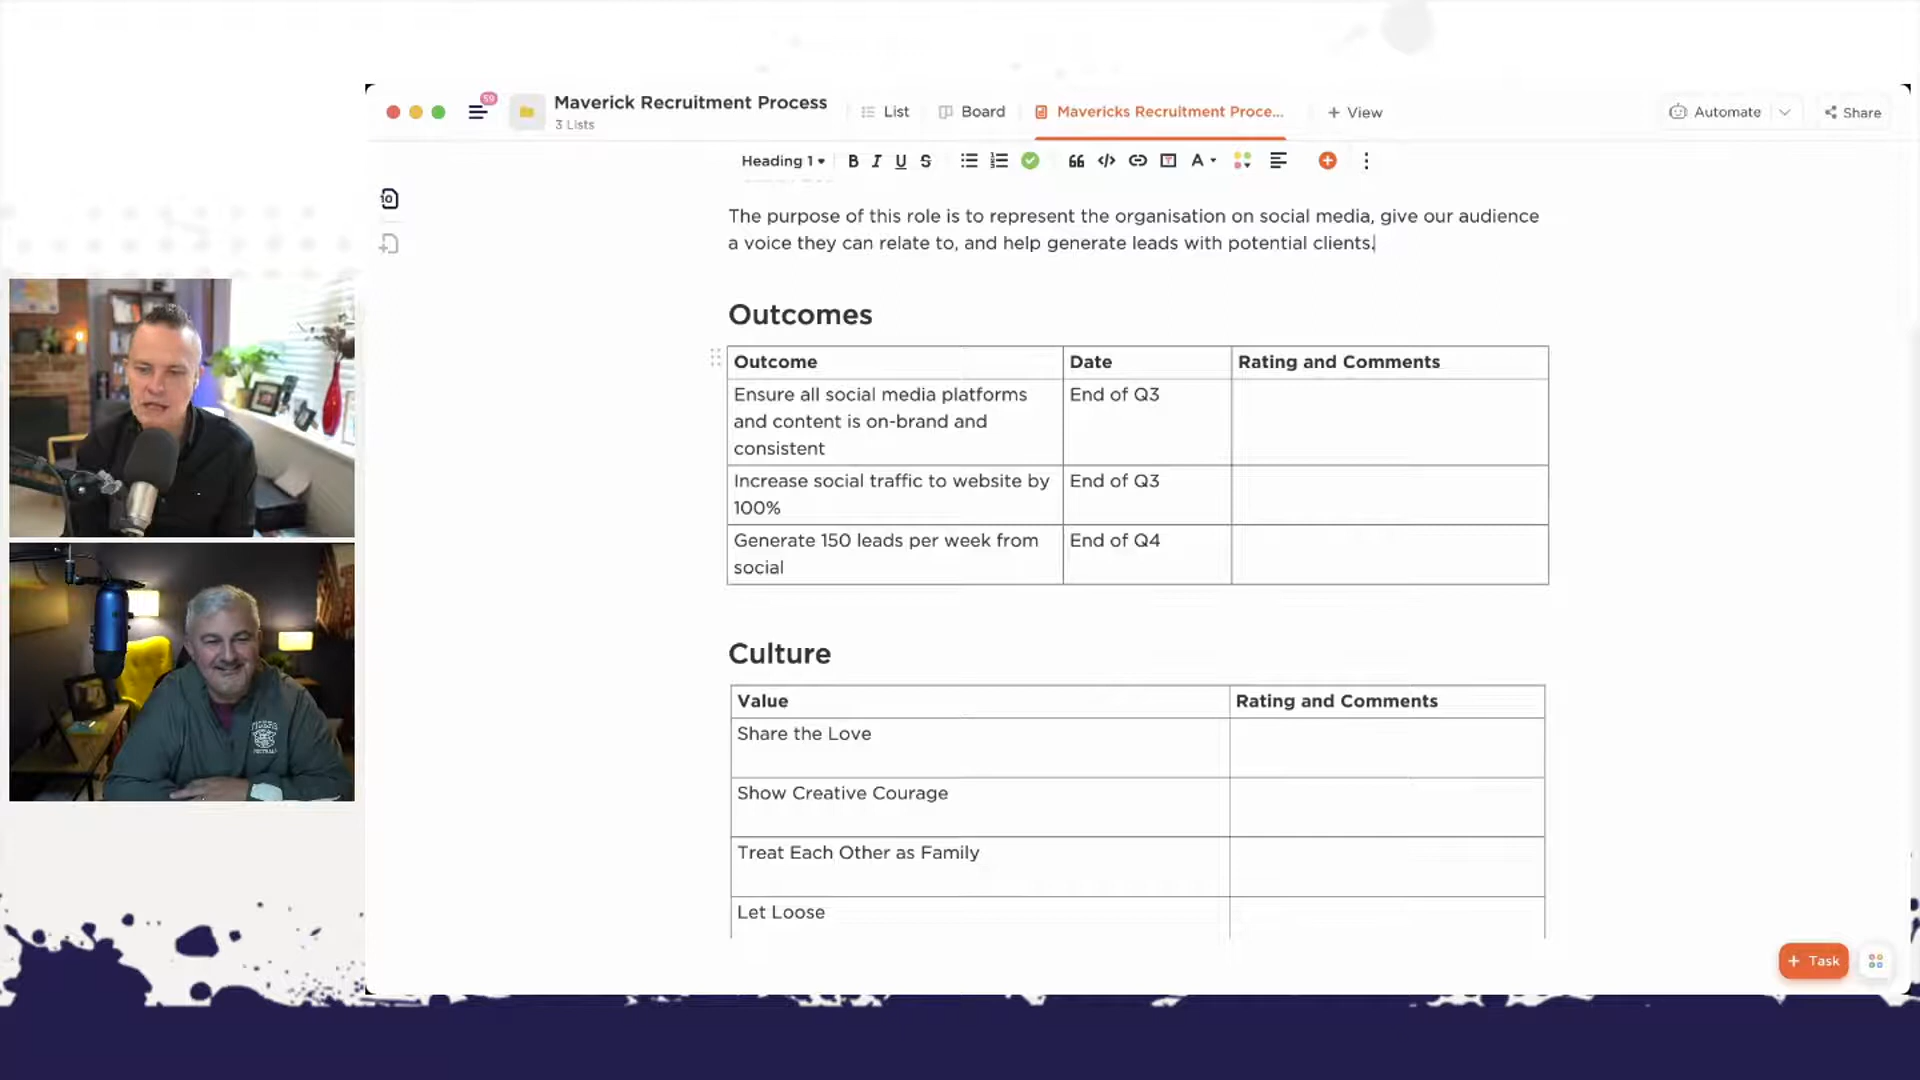 59
Maverick Recruitment Process
3 Lists
List
Board
Mavericks Recruitment Proce...
+ View
Automate
Share
Heading 1
B I U S
The purpose of this role is to represent the organisation on social media, give our audience
a voice they can relate to, and help generate leads with potential clients.
Outcomes
Outcome Date Rating and Comments
Ensure all social media platforms End of Q3
and content is on-brand and
consistent
Increase social traffic to website by End of Q3
100%
Generate 150 leads per week from End of Q4
social
Culture
Value Rating and Comments
Share the Love
Show Creative Courage
Treat Each Other as Family
Let Loose
+ Task